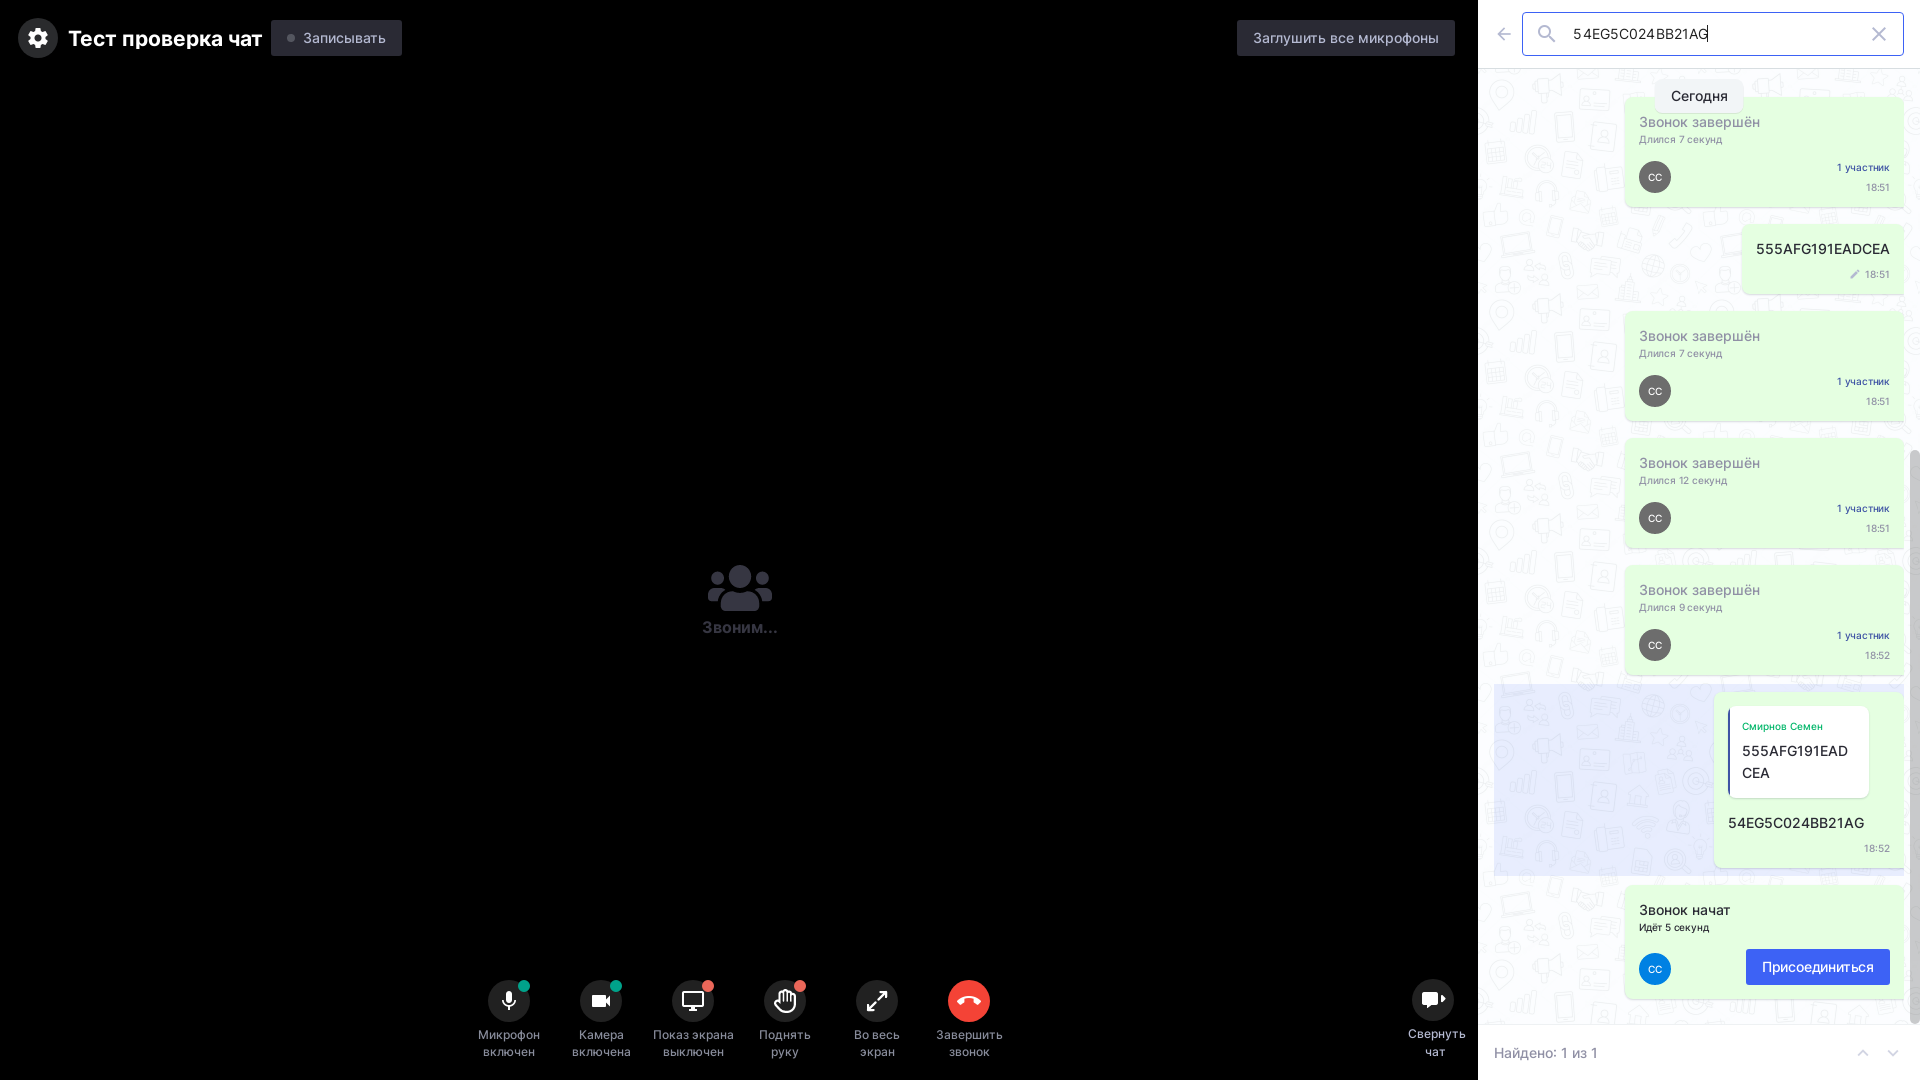 Тест проверка чат
Записывать
Заглушить все микрофоны
Звоним...
Микрофон
включен
Камера
включена
Показ экрана
выключен
Поднять
руку
Во весь
экран
Завершить
звонок
Свернуть
чат
54EG5C024BB21AG
Сегодня
Звонок завершён
Длился 7 секунд
1 участник
СС
18:51
555AFG191EADCEA
18:51
Звонок завершён
Длился 7 секунд
1 участник
СС
18:51
Звонок завершён
Длился 12 секунд
1 участник
СС
18:51
Звонок завершён
Длился 9 секунд
1 участник
СС
18:52
Смирнов Семен
555AFG191EAD
CEA
54EG5C024BB21AG
18:52
Звонок начат
Идёт 5 секунд
СС
Присоединиться
Найдено: 1 из 1